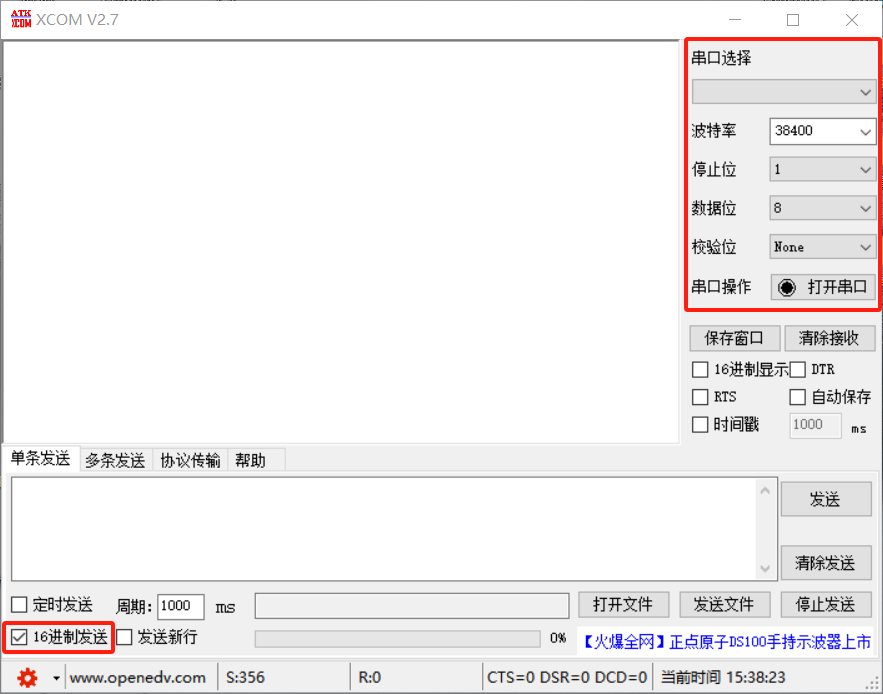 ATK XCOM XCOM V2.7
串口选择
波特率 38400
停止位 1
数据位 8
校验位 None
串口操作 打开串口
保存窗口 清除接收
16进制显示 DTR
RTS 自动保存
时间戳 1000 ms
单条发送 多条发送 协议传输 帮助
发送
清除发送
定时发送 周期: 1000 ms 打开文件 发送文件 停止发送
16进制发送 发送新行 0% 【火爆全网】正点原子DS100手持示波器上市
www.openedv.com S:356 R:0 CTS=0 DSR=0 DCD=0 当前时间 15:38:23